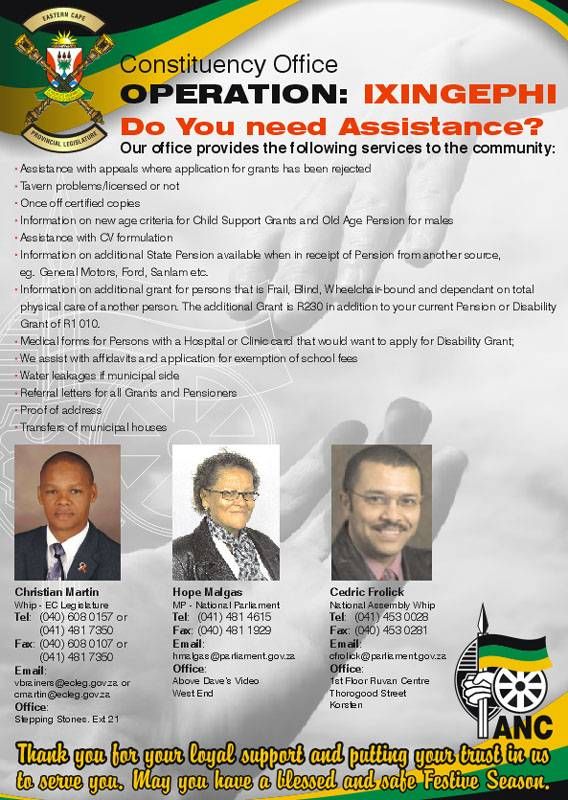 EASTERN CAPE
PROVINCIAL LEGISLATURE
Constituency Office
OPERATION: IXINGEPHI
Do You need Assistance?
Our office provides the following services to the community:
• Assistance with appeals where application for grants has been rejected
• Tavern problems/licensed or not
• Once off certified copies
• Information on new age criteria for Child Support Grants and Old Age Pension for males
• Assistance with CV formulation
• Information on additional State Pension available when in receipt of Pension from another source,
eg. General Motors, Ford, Sanlam etc.
• Information on additional grant for persons that is Frail, Blind, Wheelchair-bound and dependant on total
physical care of another person. The additional Grant is R230 in addition to your current Pension or Disability
Grant of R1 010.
• Medical forms for Persons with a Hospital or Clinic card that would want to apply for Disability Grant;
• We assist with affidavits and application for exemption of school fees
• Water leakages if municipal side
• Referral letters for all Grants and Pensioners
• Proof of address
• Transfers of municipal houses
Christian Martin
Whip - EC Legislature
Tel: (040) 608 0157 or
(041) 481 7350
Fax: (040) 608 0107 or
(041) 481 7350
Email:
vbrainers@ecleg.gov.za or
cmartin@ecleg.gov.za
Office:
Stepping Stones. Ext 21
Hope Malgas
MP - National Parliament
Tel: (041) 481 4615
Fax: (041) 481 1929
Email:
hmalgas@parliament.gov.za
Office:
Above Dave's Video
West End
Cedric Frolick
National Assembly Whip
Tel: (041) 453 0028
Fax: (040) 453 0281
Email:
cfrolick@parliament.gov.za
Office:
1st Floor Ruvan Centre
Thorogood Street
Korsten
ANC
Thank you for your loyal support and putting your trust in us
to serve you. May you have a blessed and safe Festive Season.